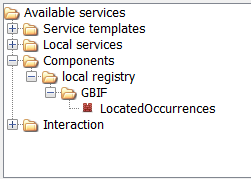 Available services
Service templates
Local services
Components
local registry
GBIF
LocatedOccurrences
Interaction